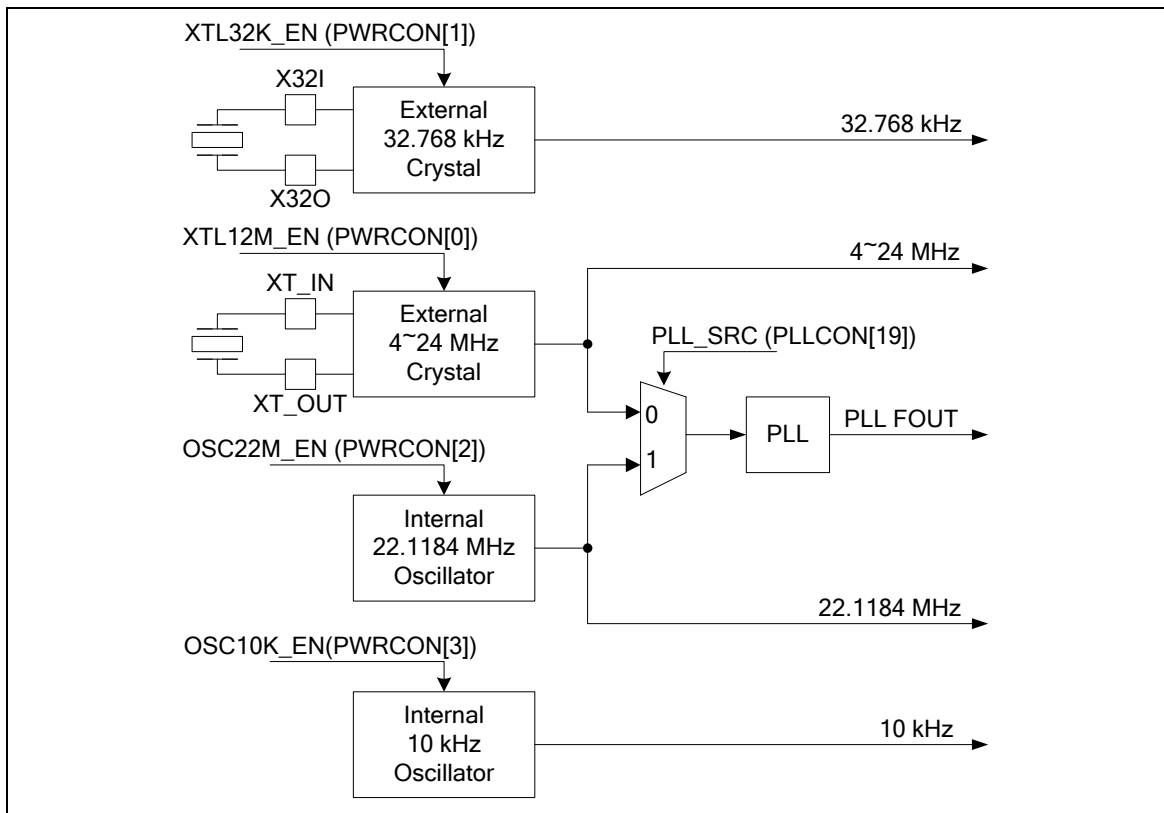 XTL32K_EN (PWRCON[1])
X32I
External
32.768 kHz
Crystal
32.768 kHz
X32O
XTL12M_EN (PWRCON[0])
4~24 MHz
XT_IN
External
4~24 MHz
Crystal
PLL_SRC (PLLCON[19])
XT_OUT
0
1
PLL
PLL FOUT
OSC22M_EN (PWRCON[2])
Internal
22.1184 MHz
Oscillator
22.1184 MHz
OSC10K_EN(PWRCON[3])
Internal
10 kHz
Oscillator
10 kHz